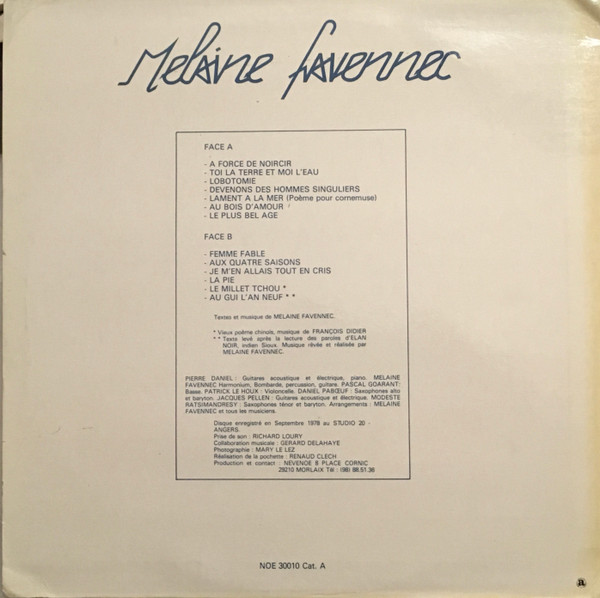 Melaine Favennec
FACE A
- A FORCE DE NOIRCIR
- TOI LA TERRE ET MOI L'EAU
- LOBOTOMIE
- DEVENONS DES HOMMES SINGULIERS
- LAMENT A LA MER (Poème pour cornemuse)
- AU BOIS D'AMOUR
- LE PLUS BEL AGE
FACE B
- FEMME FABLE
- AUX QUATRE SAISONS
- JE M'EN ALLAIS TOUT EN CRIS
- LA PIE
- LE MILLET TCHOU *
- AU GUI L'AN NEUF * *
Textes et musique de MELAINE FAVENNEC.
* Vieux poème chinois, musique de FRANÇOIS DIDIER
* * Texte levé après la lecture des paroles d'ELAN
NOIR, indien Sioux. Musique rêvée et réalisée par
MELAINE FAVENNEC.
PIERRE DANIEL : Guitares acoustique et électrique, piano. MELAINE
FAVENNEC Harmonium, Bombarde, percussion, guitare. PASCAL GOARANT :
Basse. PATRICK LE HOUX : Violoncelle. DANIEL PABŒUF : Saxophones alto
et baryton. JACQUES PELLEN : Guitares acoustique et électrique, MODESTE
RATSIMANDRESY : Saxophones ténor et baryton. Arrangements : MELAINE
FAVENNEC et tous les musiciens.
Disque enregistré en Septembre 1978 au STUDIO 20 -
ANGERS.
Prise de son : RICHARD LOURY
Collaboration musicale : GERARD DELAHAYE
Photographie : MARY LE LEZ
Réalisation de la pochette : RENAUD CLECH
Production et contact : NEVENOE 8 PLACE CORNIC
29210 MORLAIX Tél : (98) 88.51.36
NOE 30010 Cat. A